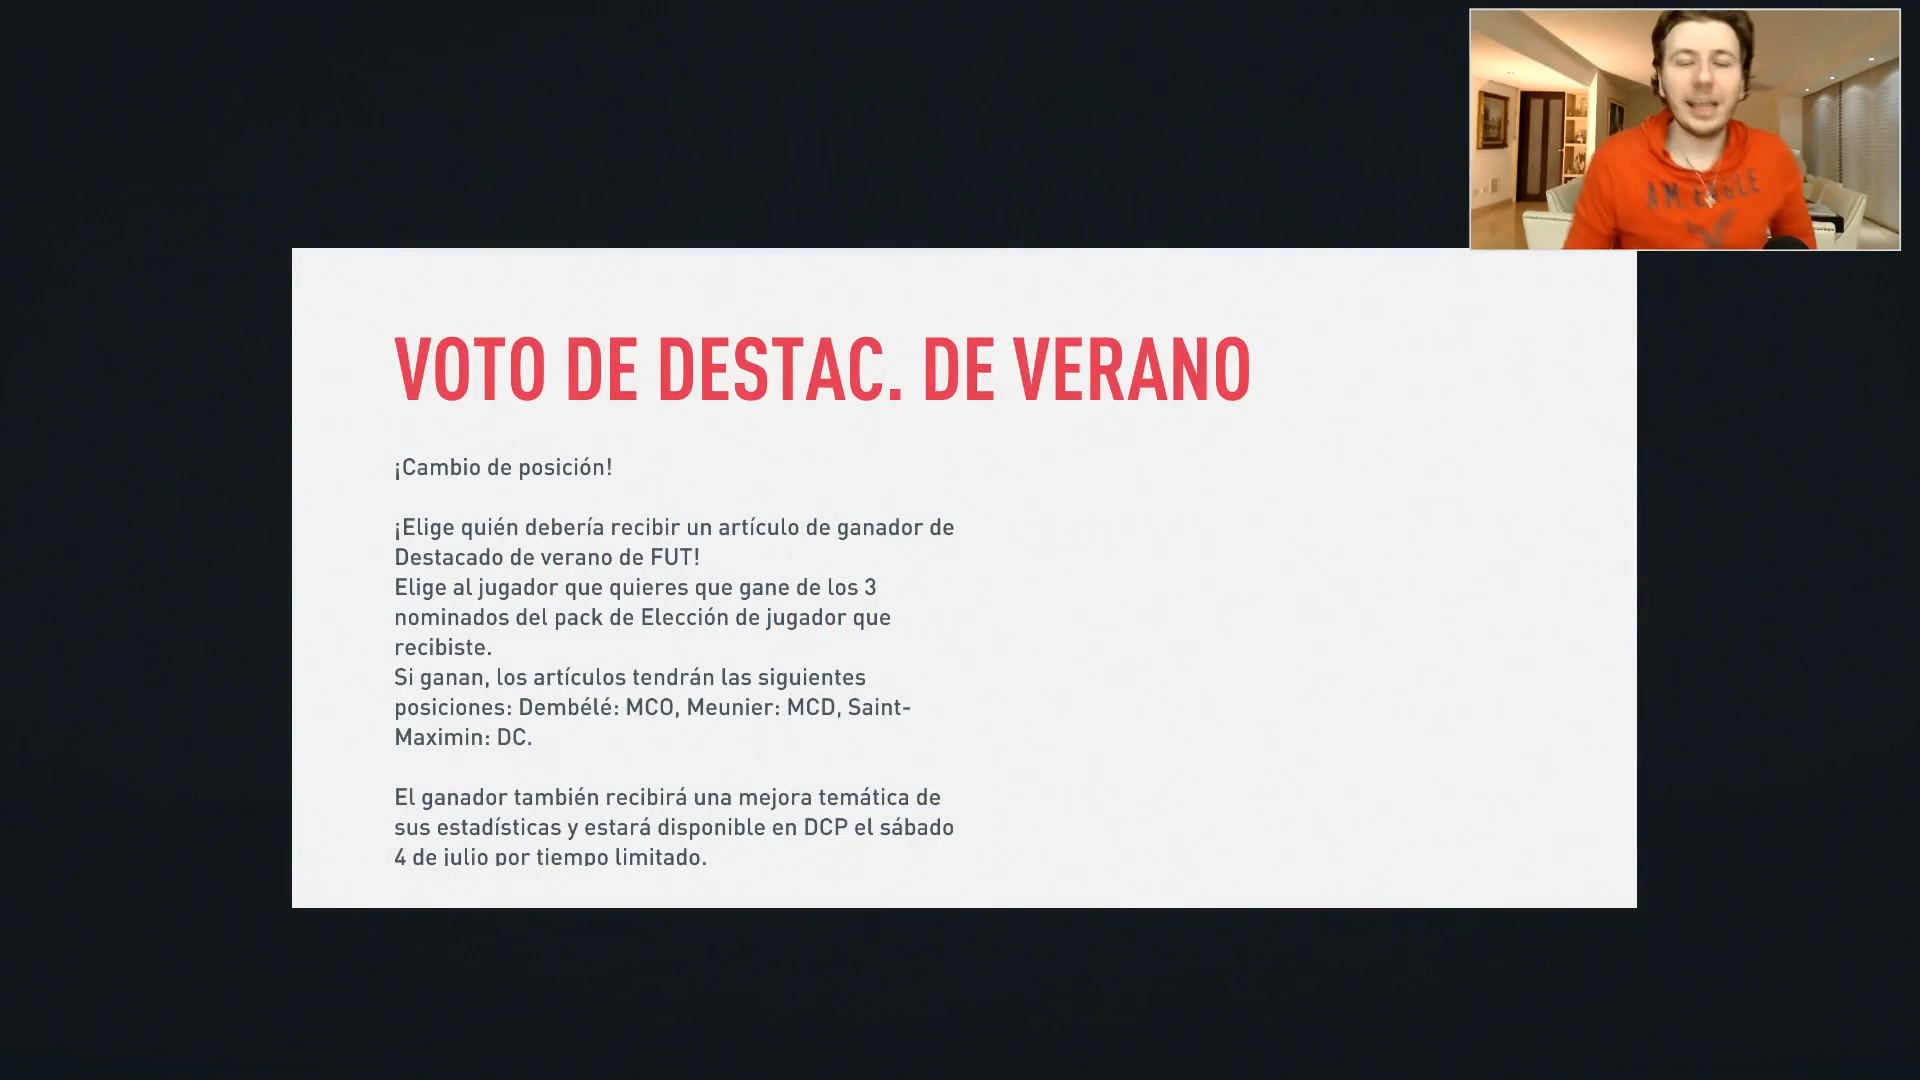 AM. EAGLE
VOTO DE DESTAC. DE VERANO
¡Cambio de posición!
¡Elige quién debería recibir un artículo de ganador de
Destacado de verano de FUT!
Elige al jugador que quieres que gane de los 3
nominados del pack de Elección de jugador que
recibiste.
Si ganan, los artículos tendrán las siguientes
posiciones: Dembélé: MCO, Meunier: MCD, Saint-
Maximin: DC.
El ganador también recibirá una mejora temática de
sus estadísticas y estará disponible en DCP el sábado
4 de julio por tiempo limitado.